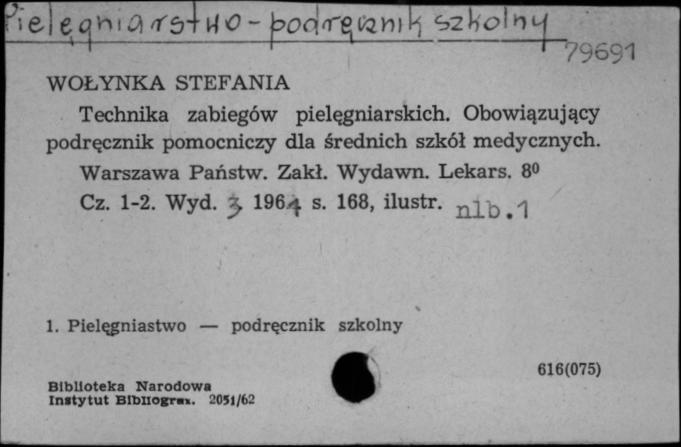 Pielęgniarstwo - podręcznik szkolny
79691
WOŁYNKA STEFANIA
Technika zabiegów pielęgniarskich. Obowiązujący
podręcznik pomocniczy dla średnich szkół medycznych.
Warszawa Państw. Zakł. Wydawn. Lekars. 8⁰
Cz. 1-2. Wyd. 3 1964 s. 168, ilustr. nlb.1
1. Pielęgniastwo — podręcznik szkolny
616(075)
Biblioteka Narodowa
Instytut Bibliograf. 2051/62